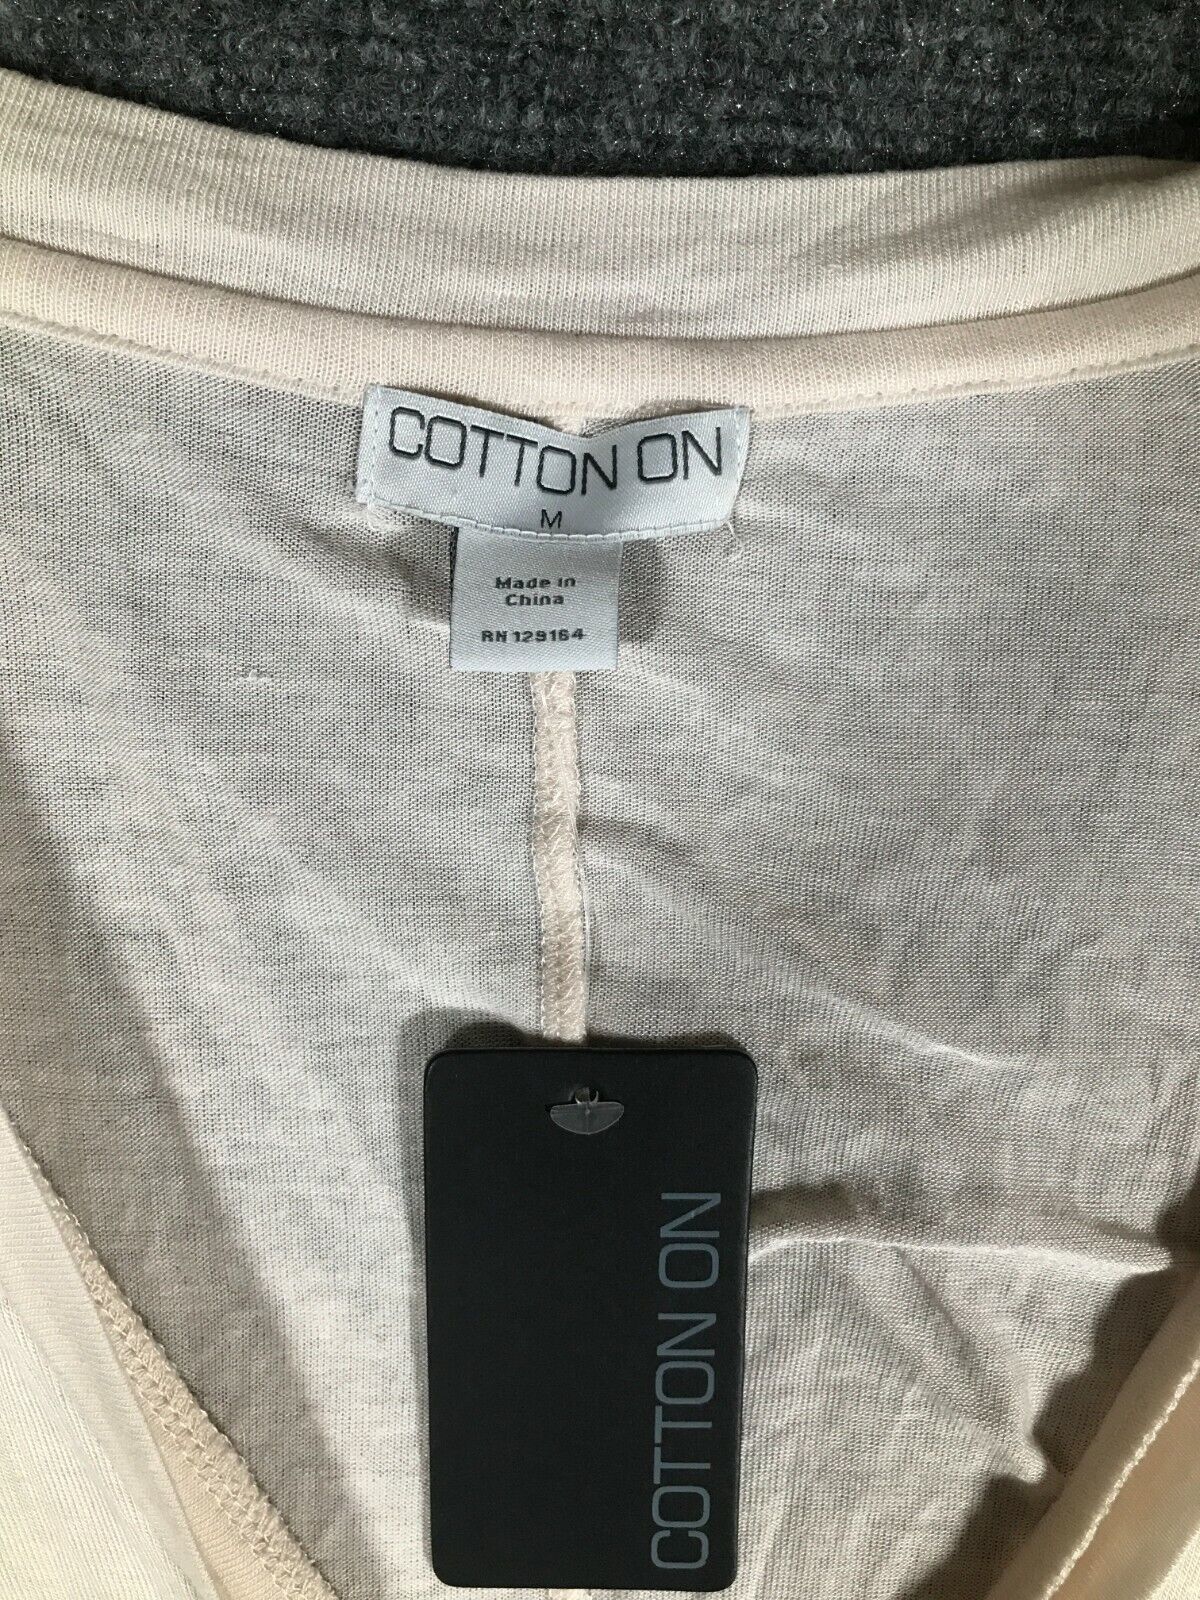 COTTON ON
M
Made in
China
RN 129164
COTTON ON